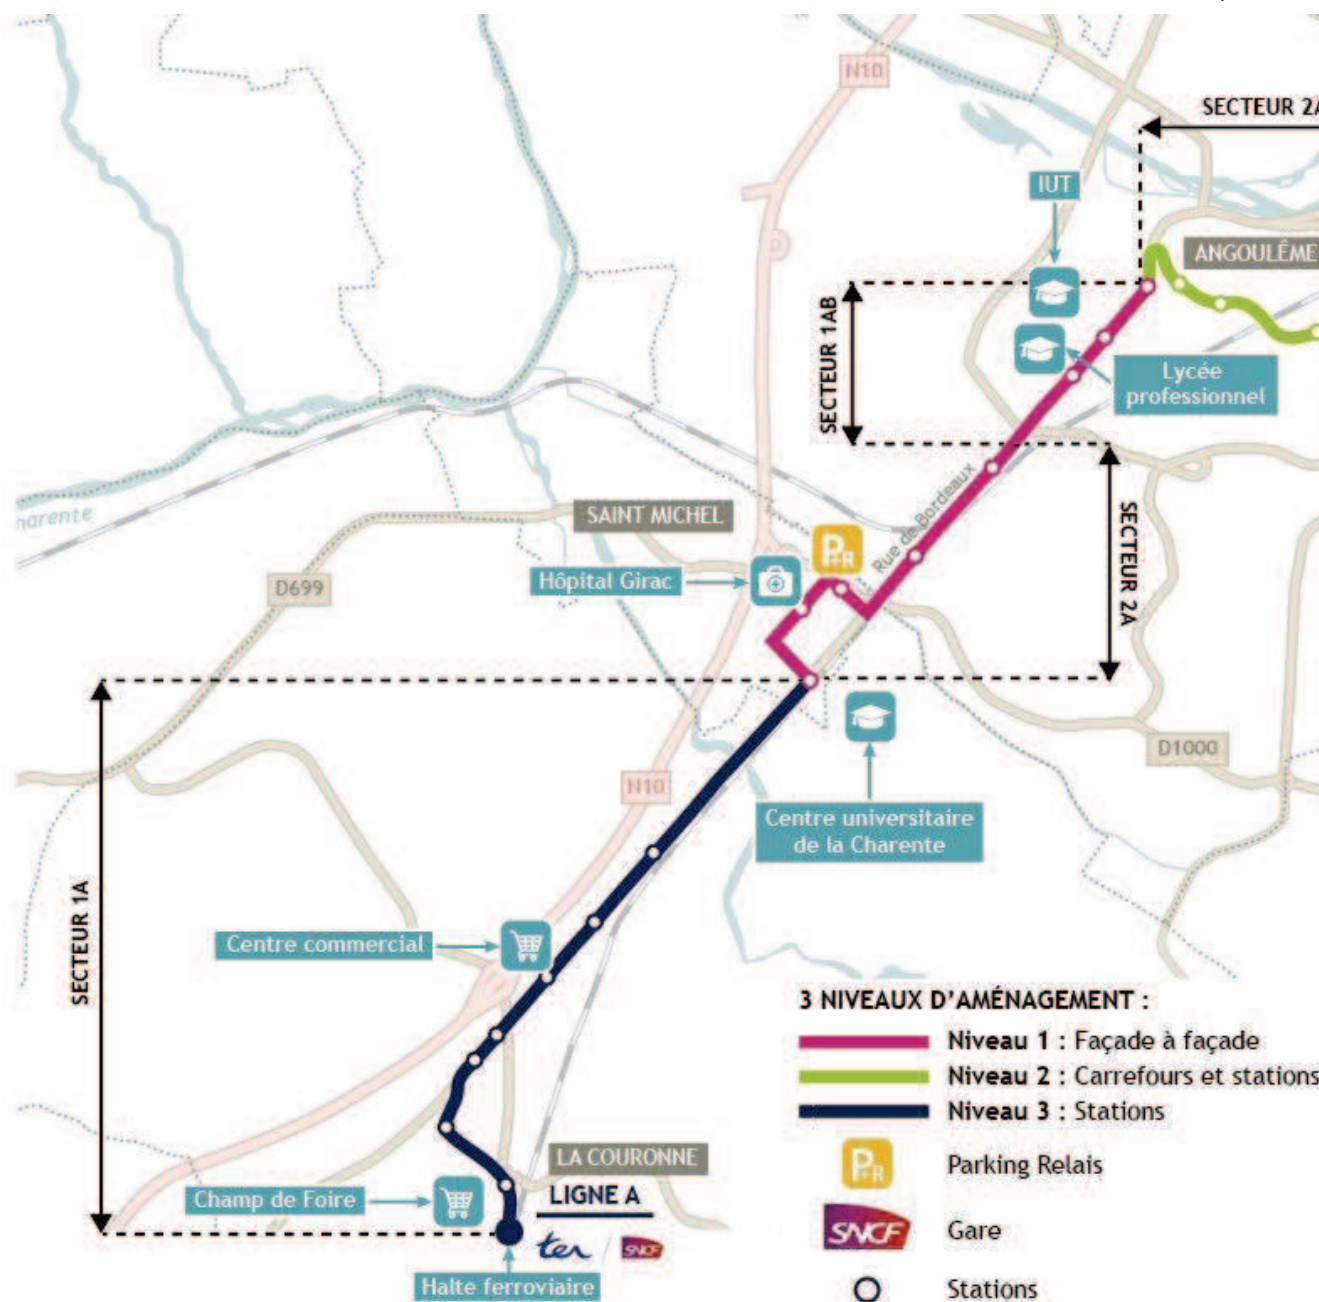 N10
SECTEUR 2A
IUT
ANGOULÊME
SECTEUR 1AB
Lycée
professionnel
Rue de Bordeaux
SAINT MICHEL
P+R
Hôpital Girac
D699
SECTEUR 2A
D1000
N10
Centre universitaire
de la Charente
SECTEUR 1A
Centre commercial
3 NIVEAUX D'AMÉNAGEMENT :
Niveau 1 : Façade à façade
Niveau 2 : Carrefours et stations
Niveau 3 : Stations
LA COURONNE
P+R
Parking Relais
Champ de Foire
LIGNE A
ter
SNCF
SNCF
Gare
Halte ferroviaire
Stations